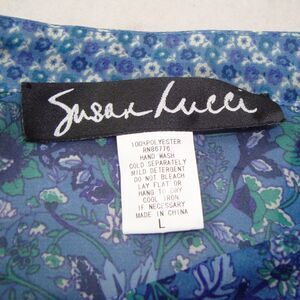 Susan Lucci
100%POLYESTER
RN86776
HAND WASH
COLD SEPARATELY
MILD DETERGENT
DO NOT BLEACH
LAY FLAT OR
HANG TO DRY
COOL IRON
IF NECESSARY
MADE IN CHINA
L